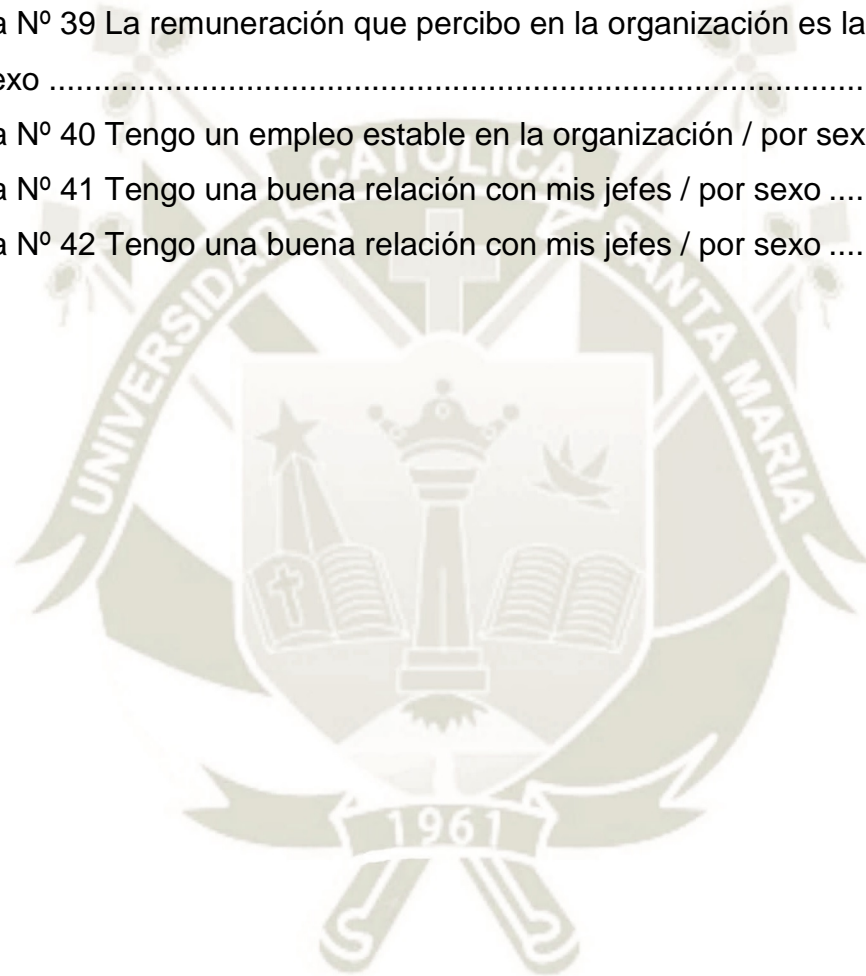 a Nº 39 La remuneración que percibo en la organización es la
exo ..........................................................................................
a Nº 40 Tengo un empleo estable en la organización / por sex
a Nº 41 Tengo una buena relación con mis jefes / por sexo ....
a Nº 42 Tengo una buena relación con mis jefes / por sexo ....
UNIVERSIDAD CATOLICA SANTA MARIA
1961